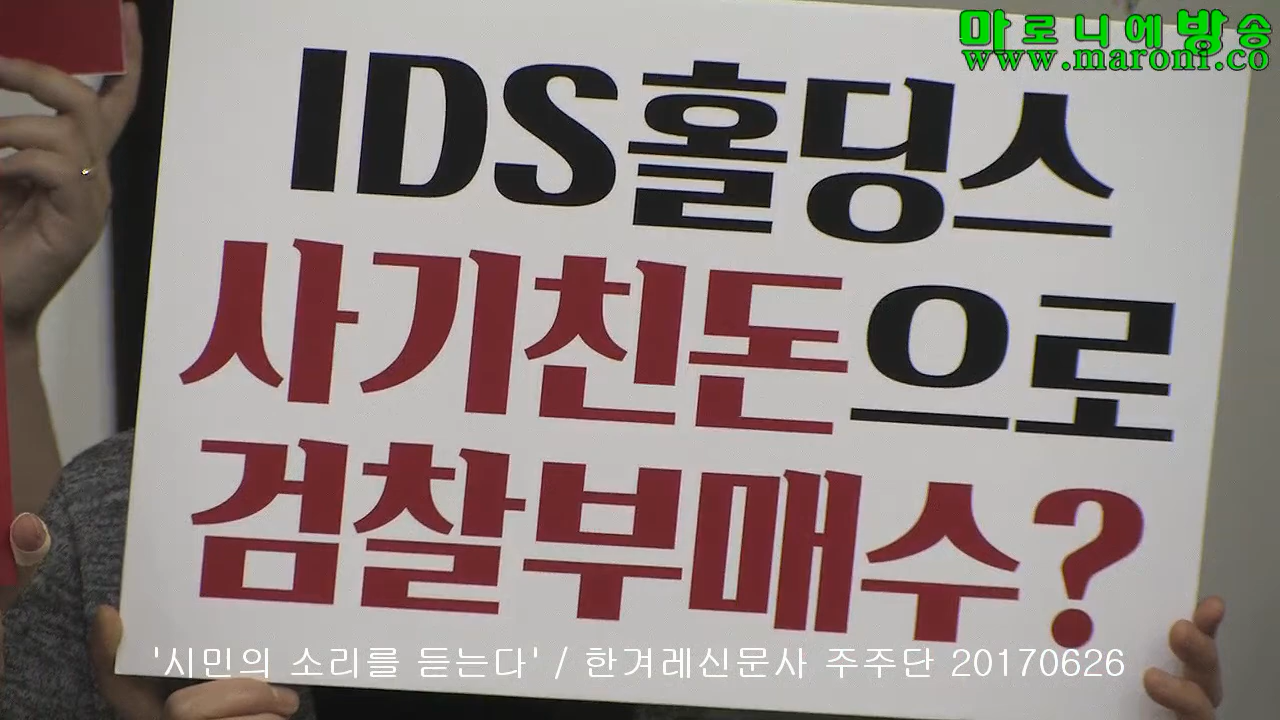 마로니에방송
www.maroni.co
IDS홀딩스
사기친돈으로
검찰부매수?
'시민의 소리를 듣는다' / 한겨레신문사 주주단 20170626